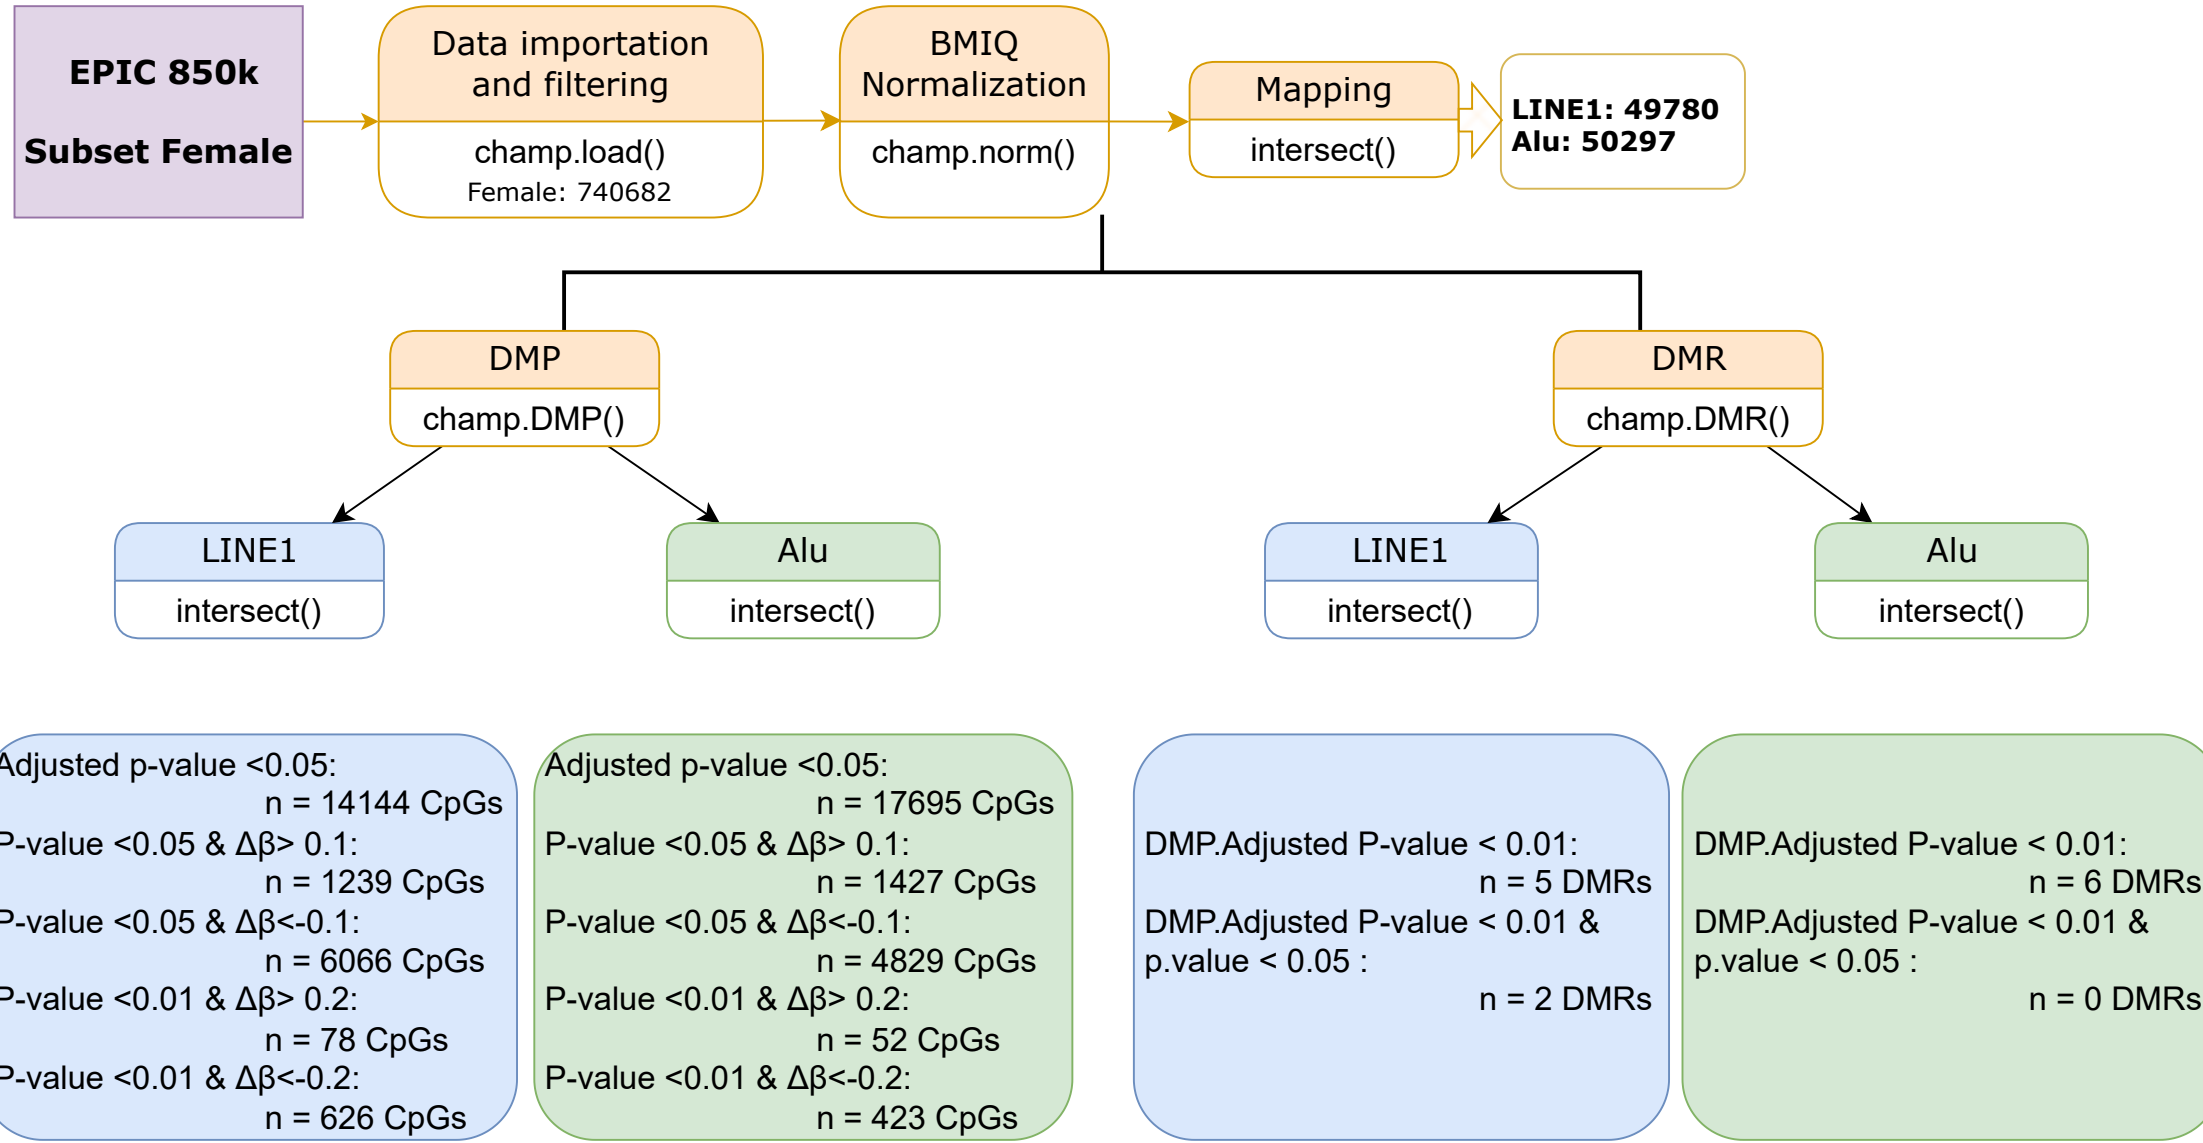 EPIC 850k
Subset Female
Data importation
and filtering
champ.load()
Female: 740682
BMIQ
Normalization
champ.norm()
Mapping
intersect()
LINE1: 49780
Alu: 50297
DMP
champ.DMP()
DMR
champ.DMR()
LINE1
intersect()
Alu
intersect()
LINE1
intersect()
Alu
intersect()
Adjusted p-value <0.05:
n = 14144 CpGs
P-value <0.05 & Δβ> 0.1:
n = 1239 CpGs
P-value <0.05 & Δβ<-0.1:
n = 6066 CpGs
P-value <0.01 & Δβ> 0.2:
n = 78 CpGs
P-value <0.01 & Δβ<-0.2:
n = 626 CpGs
Adjusted p-value <0.05:
n = 17695 CpGs
P-value <0.05 & Δβ> 0.1:
n = 1427 CpGs
P-value <0.05 & Δβ<-0.1:
n = 4829 CpGs
P-value <0.01 & Δβ> 0.2:
n = 52 CpGs
P-value <0.01 & Δβ<-0.2:
n = 423 CpGs
DMP.Adjusted P-value < 0.01:
n = 5 DMRs
DMP.Adjusted P-value < 0.01 &
p.value < 0.05 :
n = 2 DMRs
DMP.Adjusted P-value < 0.01:
n = 6 DMRs
DMP.Adjusted P-value < 0.01 &
p.value < 0.05 :
n = 0 DMRs